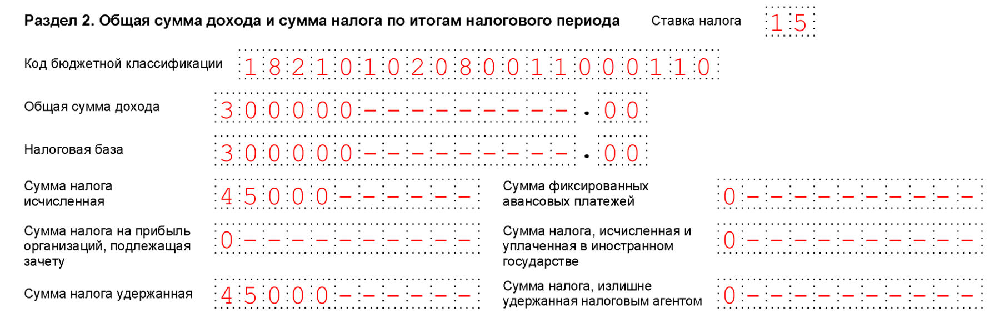 Раздел 2. Общая сумма дохода и сумма налога по итогам налогового периода Ставка налога 15
Код бюджетной классификации 18210102080011000110
Общая сумма дохода 300000---------.00
Налоговая база 300000---------.00
Сумма налога исчисленная 45000------ Сумма фиксированных авансовых платежей 0----------
Сумма налога на прибыль организаций, подлежащая зачету 0---------- Сумма налога, исчисленная и уплаченная в иностранном государстве 0----------
Сумма налога удержанная 45000------ Сумма налога, излишне удержанная налоговым агентом 0----------